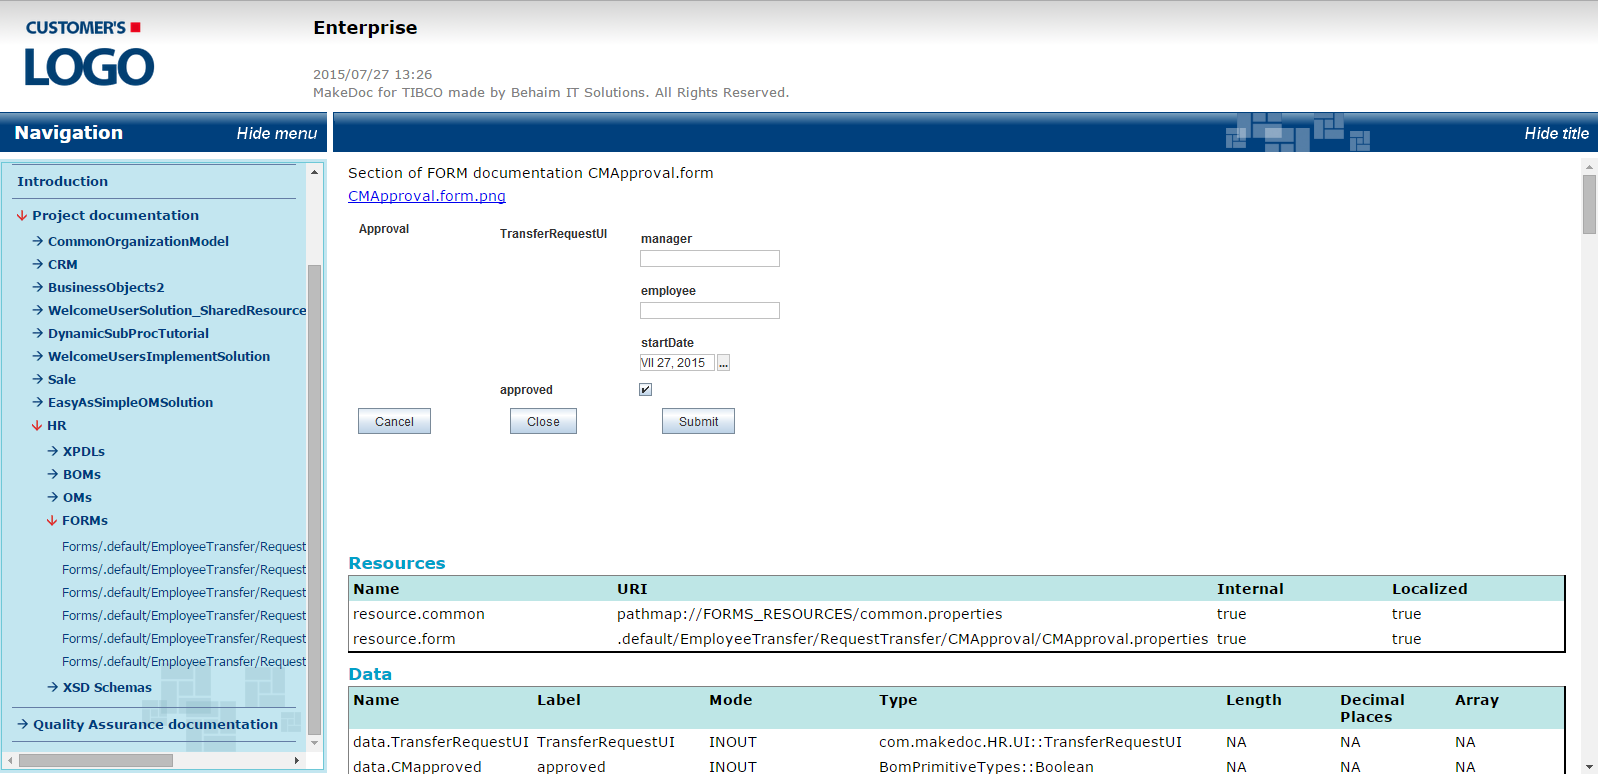 CUSTOMER'S
LOGO
Enterprise
2015/07/27 13:26
MakeDoc for TIBCO made by Behaim IT Solutions. All Rights Reserved.
Navigation
Hide menu
Hide title
Introduction
Project documentation
CommonOrganizationModel
CRM
BusinessObjects2
WelcomeUserSolution_SharedResource
DynamicSubProcTutorial
WelcomeUsersImplementSolution
Sale
EasyAsSimpleOMSolution
HR
XPDLs
BOMs
OMs
FORMs
Forms/.default/EmployeeTransfer/Request
Forms/.default/EmployeeTransfer/Request
Forms/.default/EmployeeTransfer/Request
Forms/.default/EmployeeTransfer/Request
Forms/.default/EmployeeTransfer/Request
Forms/.default/EmployeeTransfer/Request
XSD Schemas
Quality Assurance documentation
Section of FORM documentation CMApproval.form
CMApproval.form.png
Approval
TransferRequestUI
manager
employee
startDate
VII 27, 2015 ...
approved
Cancel Close Submit
Resources
Name URI Internal Localized
resource.common pathmap://FORMS_RESOURCES/common.properties true true
resource.form .default/EmployeeTransfer/RequestTransfer/CMApproval/CMApproval.properties true true
Data
Name Label Mode Type Length Decimal Places Array
data.TransferRequestUI TransferRequestUI INOUT com.makedoc.HR.UI::TransferRequestUI NA NA NA
data.CMapproved approved INOUT BomPrimitiveTypes::Boolean NA NA NA